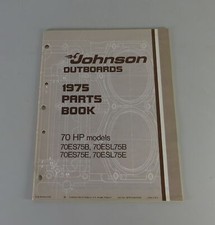 Johnson
OUTBOARDS
1975
PARTS
BOOK
70 HP models
70ES75B, 70ESL75B
70ES75E, 70ESL75E